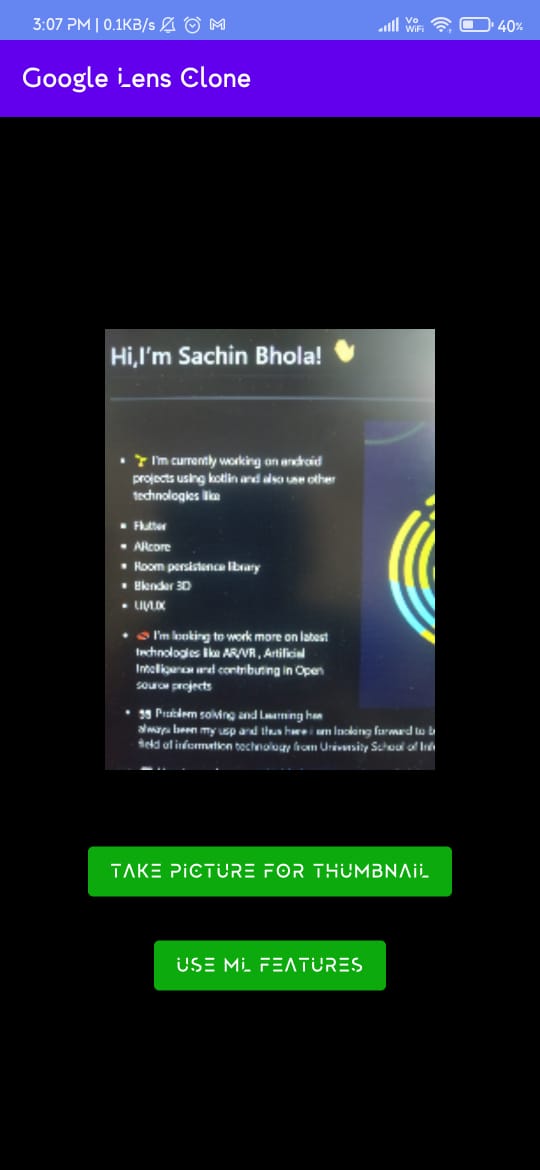 3:07 PM | 0.1KB/s
Vo
WiFi
40%
Google Lens Clone
Hi,I'm Sachin Bhola! 👋
I'm currently working on android
projects using kotlin and also use other
technologies like
Flutter
ARcore
Room persistence library
Blender 3D
UI/UX
I'm looking to work more on latest
technologies like AR/VR , Artificial
Intelligence and contributing in Open
source projects
Problem solving and Learning has
always been my usp and thus here i am looking forward to
field of information technology from University School of
TAKE PICTURE FOR THUMBNAIL
USE ML FEATURES